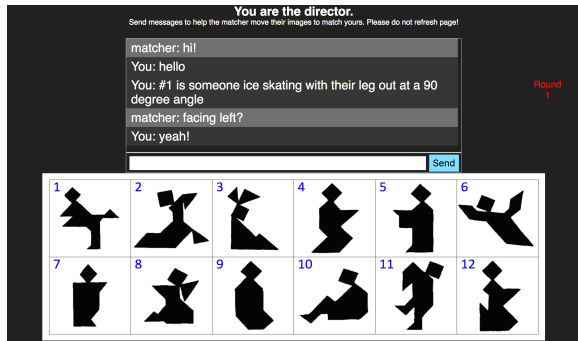 You are the director.
Send messages to help the matcher move their images to match yours. Please do not refresh page!
matcher: hi!
You: hello
You: #1 is someone ice skating with their leg out at a 90
degree angle
matcher: facing left?
You: yeah!
Round
1
Send
1 2 3 4 5 6
7 8 9 10 11 12